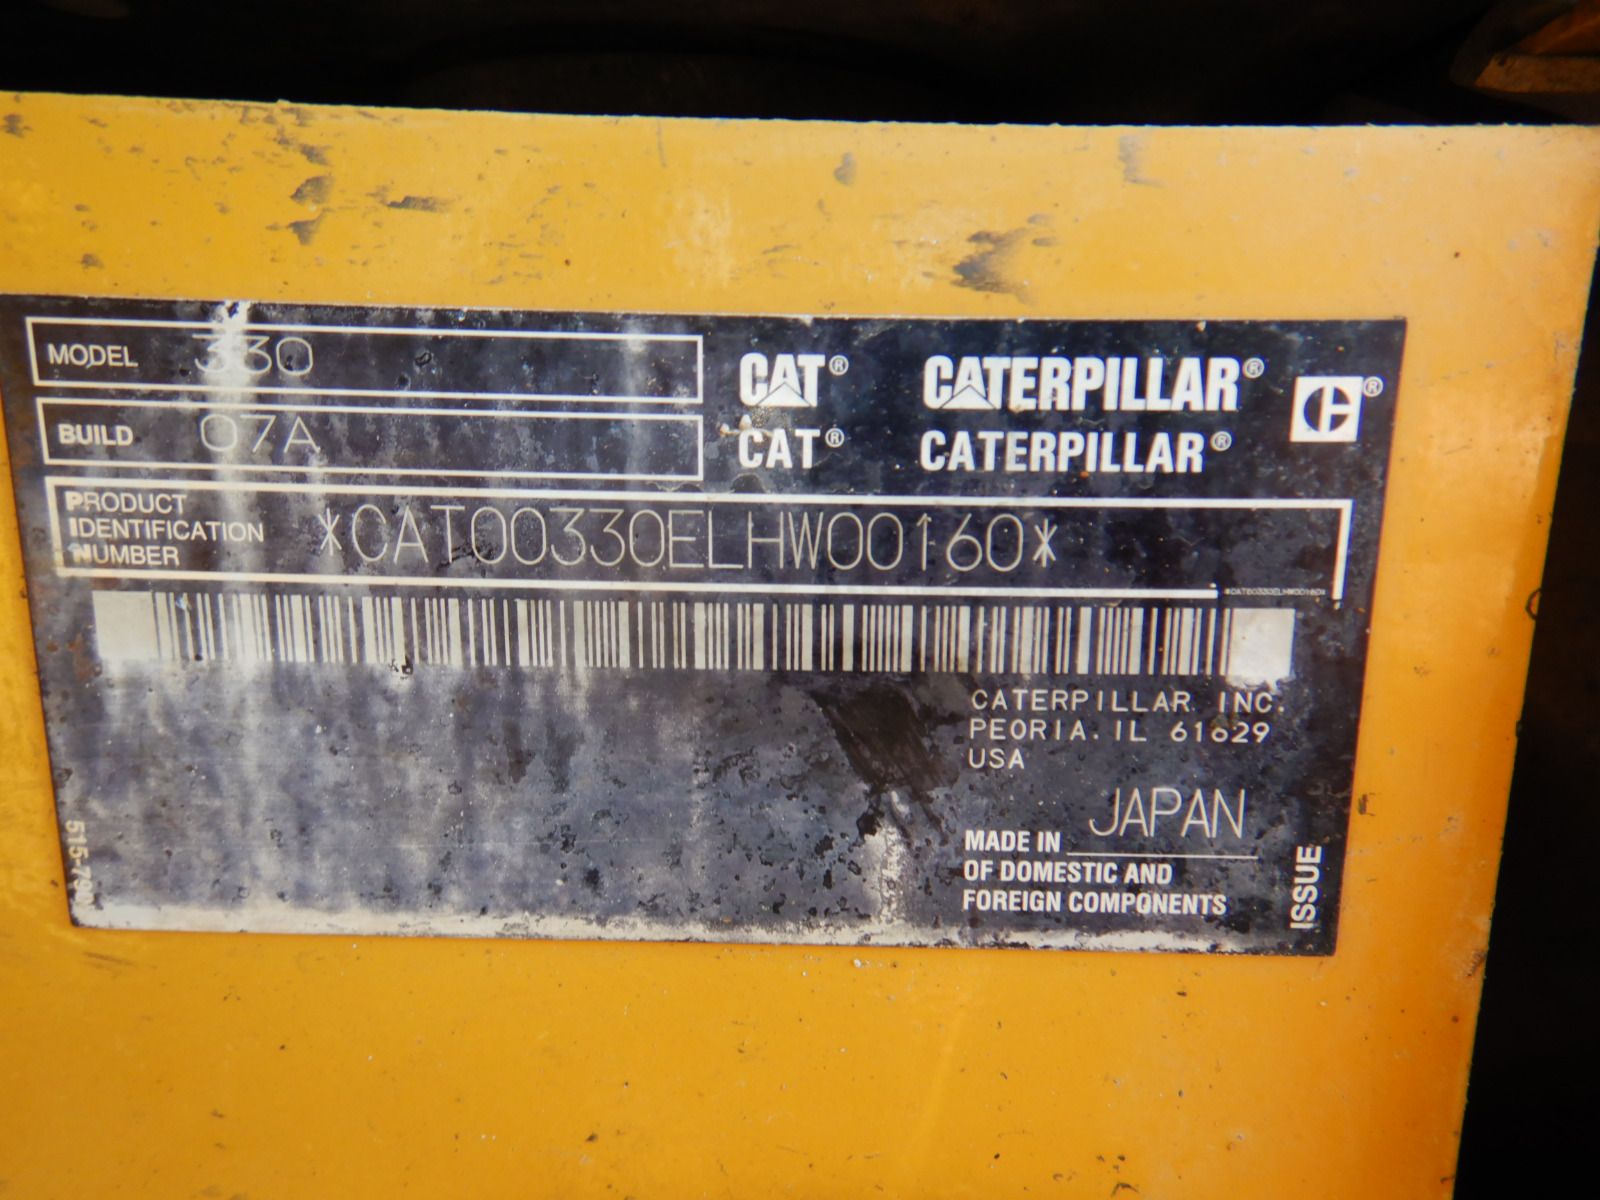 MODEL 330
BUILD 07A
CAT® CATERPILLAR® ®
CAT® CATERPILLAR®
PRODUCT
IDENTIFICATION
NUMBER
*CAT00330ELHW00160*
*CAT00330ELHW00160*
CATERPILLAR INC.
PEORIA, IL 61629
USA
MADE IN JAPAN
OF DOMESTIC AND
FOREIGN COMPONENTS
ISSUE